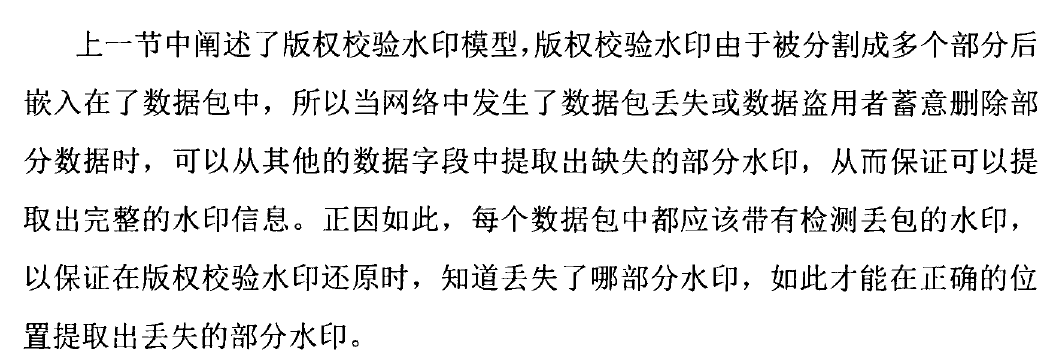 上一节中阐述了版权校验水印模型，版权校验水印由于被分割成多个部分后
嵌入在了数据包中，所以当网络中发生了数据包丢失或数据盗用者蓄意删除部
分数据时，可以从其他的数据字段中提取出缺失的部分水印，从而保证可以提
取出完整的水印信息。正因如此，每个数据包中都应该带有检测丢包的水印，
以保证在版权校验水印还原时，知道丢失了哪部分水印，如此才能在正确的位
置提取出丢失的部分水印。